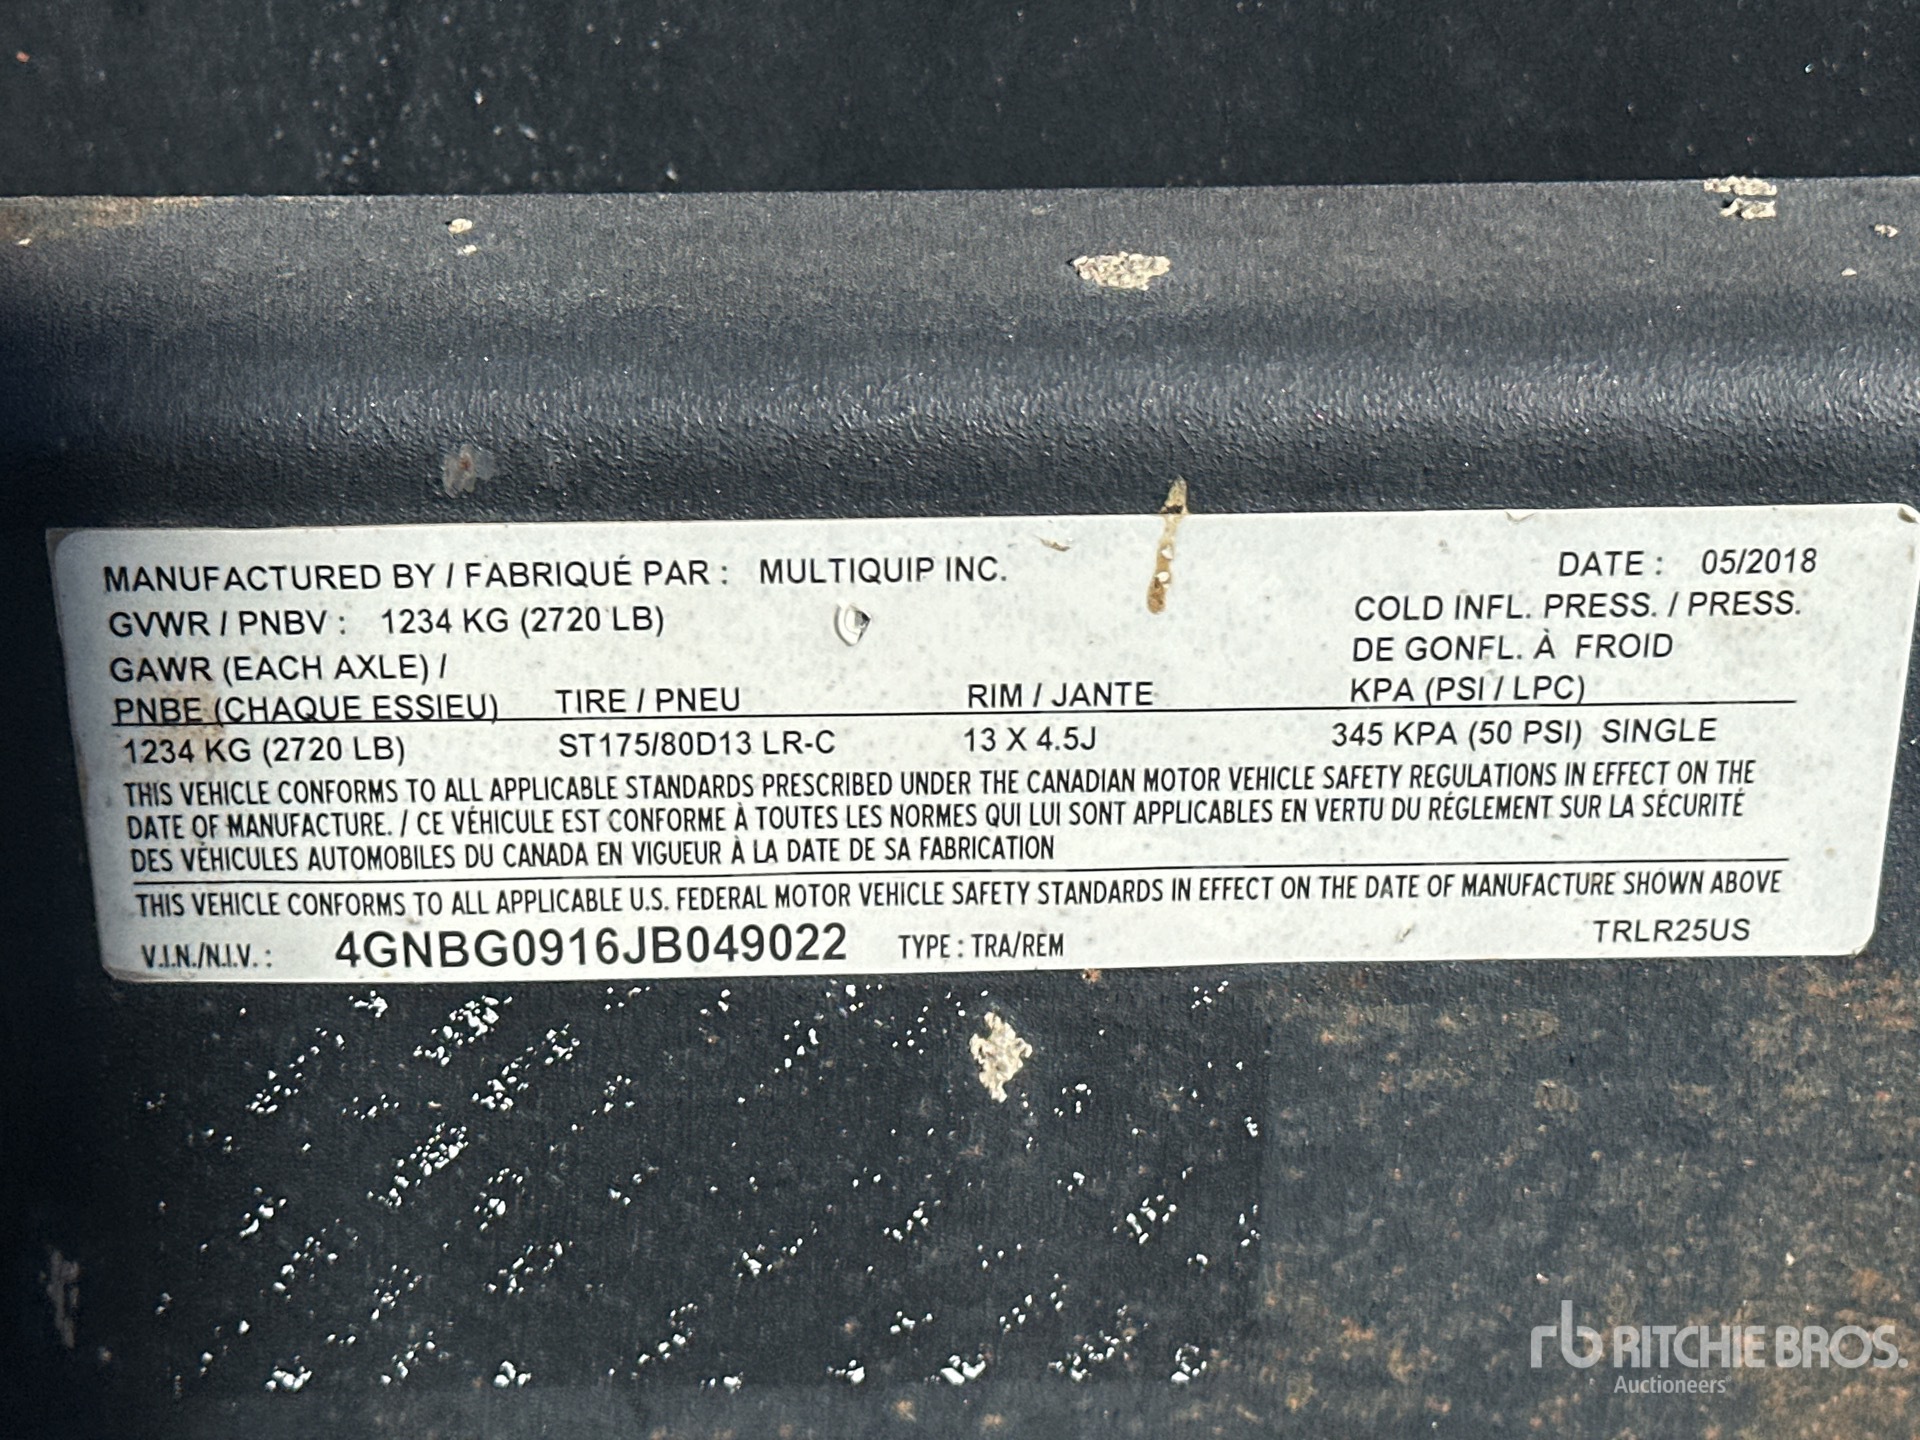 MANUFACTURED BY / FABRIQUÉ PAR : MULTIQUIP INC. DATE : 05/2018
GVWR / PNBV : 1234 KG (2720 LB) COLD INFL. PRESS. / PRESS.
DE GONFL. À FROID
GAWR (EACH AXLE) /
PNBE (CHAQUE ESSIEU) TIRE / PNEU RIM / JANTE KPA (PSI / LPC)
1234 KG (2720 LB) ST175/80D13 LR-C 13 X 4.5J 345 KPA (50 PSI) SINGLE
THIS VEHICLE CONFORMS TO ALL APPLICABLE STANDARDS PRESCRIBED UNDER THE CANADIAN MOTOR VEHICLE SAFETY REGULATIONS IN EFFECT ON THE
DATE OF MANUFACTURE. / CE VÉHICULE EST CONFORME À TOUTES LES NORMES QUI LUI SONT APPLICABLES EN VERTU DU RÉGLEMENT SUR LA SÉCURITÉ
DES VÉHICULES AUTOMOBILES DU CANADA EN VIGUEUR À LA DATE DE SA FABRICATION
THIS VEHICLE CONFORMS TO ALL APPLICABLE U.S. FEDERAL MOTOR VEHICLE SAFETY STANDARDS IN EFFECT ON THE DATE OF MANUFACTURE SHOWN ABOVE
V.I.N./N.I.V. : 4GNBG0916JB049022 TYPE : TRA/REM TRLR25US
rb RITCHIE BROS.
Auctioneers